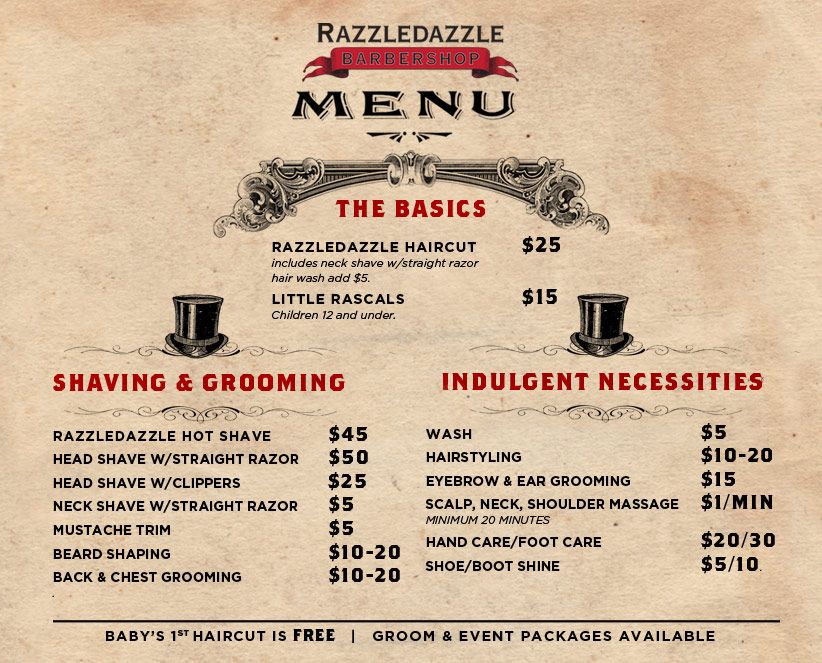 RAZZLEDAZZLE
BARBERSHOP
MENU
THE BASICS
RAZZLEDAZZLE HAIRCUT $25
includes neck shave w/straight razor
hair wash add $5.
LITTLE RASCALS $15
Children 12 and under.
SHAVING & GROOMING
RAZZLEDAZZLE HOT SHAVE $45
HEAD SHAVE W/STRAIGHT RAZOR $50
HEAD SHAVE W/CLIPPERS $25
NECK SHAVE W/STRAIGHT RAZOR $5
MUSTACHE TRIM $5
BEARD SHAPING $10-20
BACK & CHEST GROOMING $10-20
INDULGENT NECESSITIES
WASH $5
HAIRSTYLING $10-20
EYEBROW & EAR GROOMING $15
SCALP, NECK, SHOULDER MASSAGE $1/MIN
MINIMUM 20 MINUTES
HAND CARE/FOOT CARE $20/30
SHOE/BOOT SHINE $5/10.
BABY'S 1ST HAIRCUT IS FREE | GROOM & EVENT PACKAGES AVAILABLE